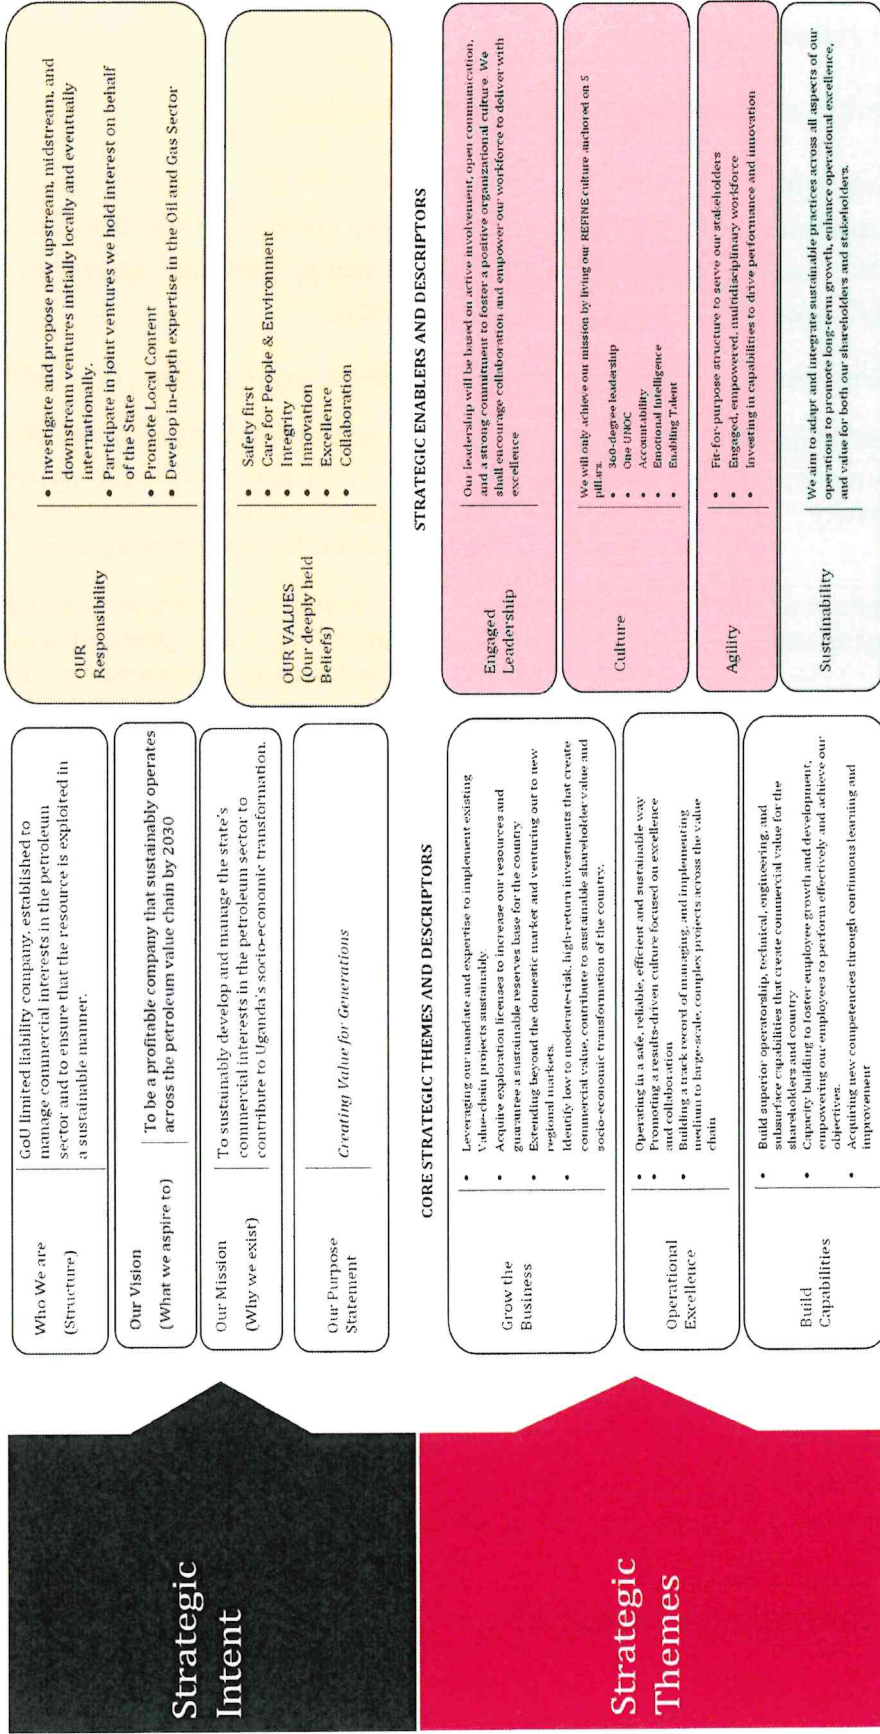 Strategic
Intent
Who We are
(Structure)
GoU limited liability company, established to
manage commercial interests in the petroleum
sector and to ensure that the resource is exploited in
a sustainable manner.
Our Vision
(What we aspire to)
To be a profitable company that sustainably operates
across the petroleum value chain by 2030
Our Mission
(Why we exist)
To sustainably develop and manage the state's
commercial interests in the petroleum sector to
contribute to Uganda's socio-economic transformation.
Our Purpose
Statement
Creating Value for Generations
OUR
Responsibility
• Investigate and propose new upstream, midstream, and
downstream ventures initially locally and eventually
internationally.
• Participate in joint ventures we hold interest on behalf
of the State
• Promote Local Content
• Develop in-depth expertise in the Oil and Gas Sector
OUR VALUES
(Our deeply held
Beliefs)
• Safety first
• Care for People & Environment
• Integrity
• Innovation
• Excellence
• Collaboration
Strategic
Themes
CORE STRATEGIC THEMES AND DESCRIPTORS
Grow the
Business
• Leveraging our mandate and expertise to implement existing
Value-chain projects sustainably.
• Acquire exploration licenses to increase our resources and
guarantee a sustainable reserves base for the country
• Extending beyond the domestic market and venturing out to new
regional markets.
• Identify low to moderate-risk, high-return investments that create
commercial value, contribute to sustainable shareholder value and
socio-economic transformation of the country.
Operational
Excellence
• Operating in a safe, reliable, efficient and sustainable way
• Promoting a results-driven culture focused on excellence
and collaboration
• Building a track record of managing, and implementing
medium to large-scale, complex projects across the value
chain
Build
Capabilities
• Build superior operatorship, technical, engineering, and
subsurface capabilities that create commercial value for the
shareholders and country
• Capacity building to foster employee growth and development,
empowering our employees to perform effectively and achieve our
objectives.
• Acquiring new competencies through continuous learning and
improvement
STRATEGIC ENABLERS AND DESCRIPTORS
Engaged
Leadership
Our leadership will be based on active involvement, open communication,
and a strong commitment to foster a positive organizational culture. We
shall encourage collaboration and empower our workforce to deliver with
excellence
Culture
We will only achieve our mission by living our REFINE culture anchored on 5
pillars.
• 360-degree leadership
• One UNOC
• Accountability
• Emotional Intelligence
• Enabling Talent
Agility
• Fit-for-purpose structure to serve our stakeholders
• Engaged, empowered, multidisciplinary workforce
• Investing in capabilities to drive performance and innovation
Sustainability
We aim to adapt and integrate sustainable practices across all aspects of our
operations to promote long-term growth, enhance operational excellence,
and value for both our shareholders and stakeholders.